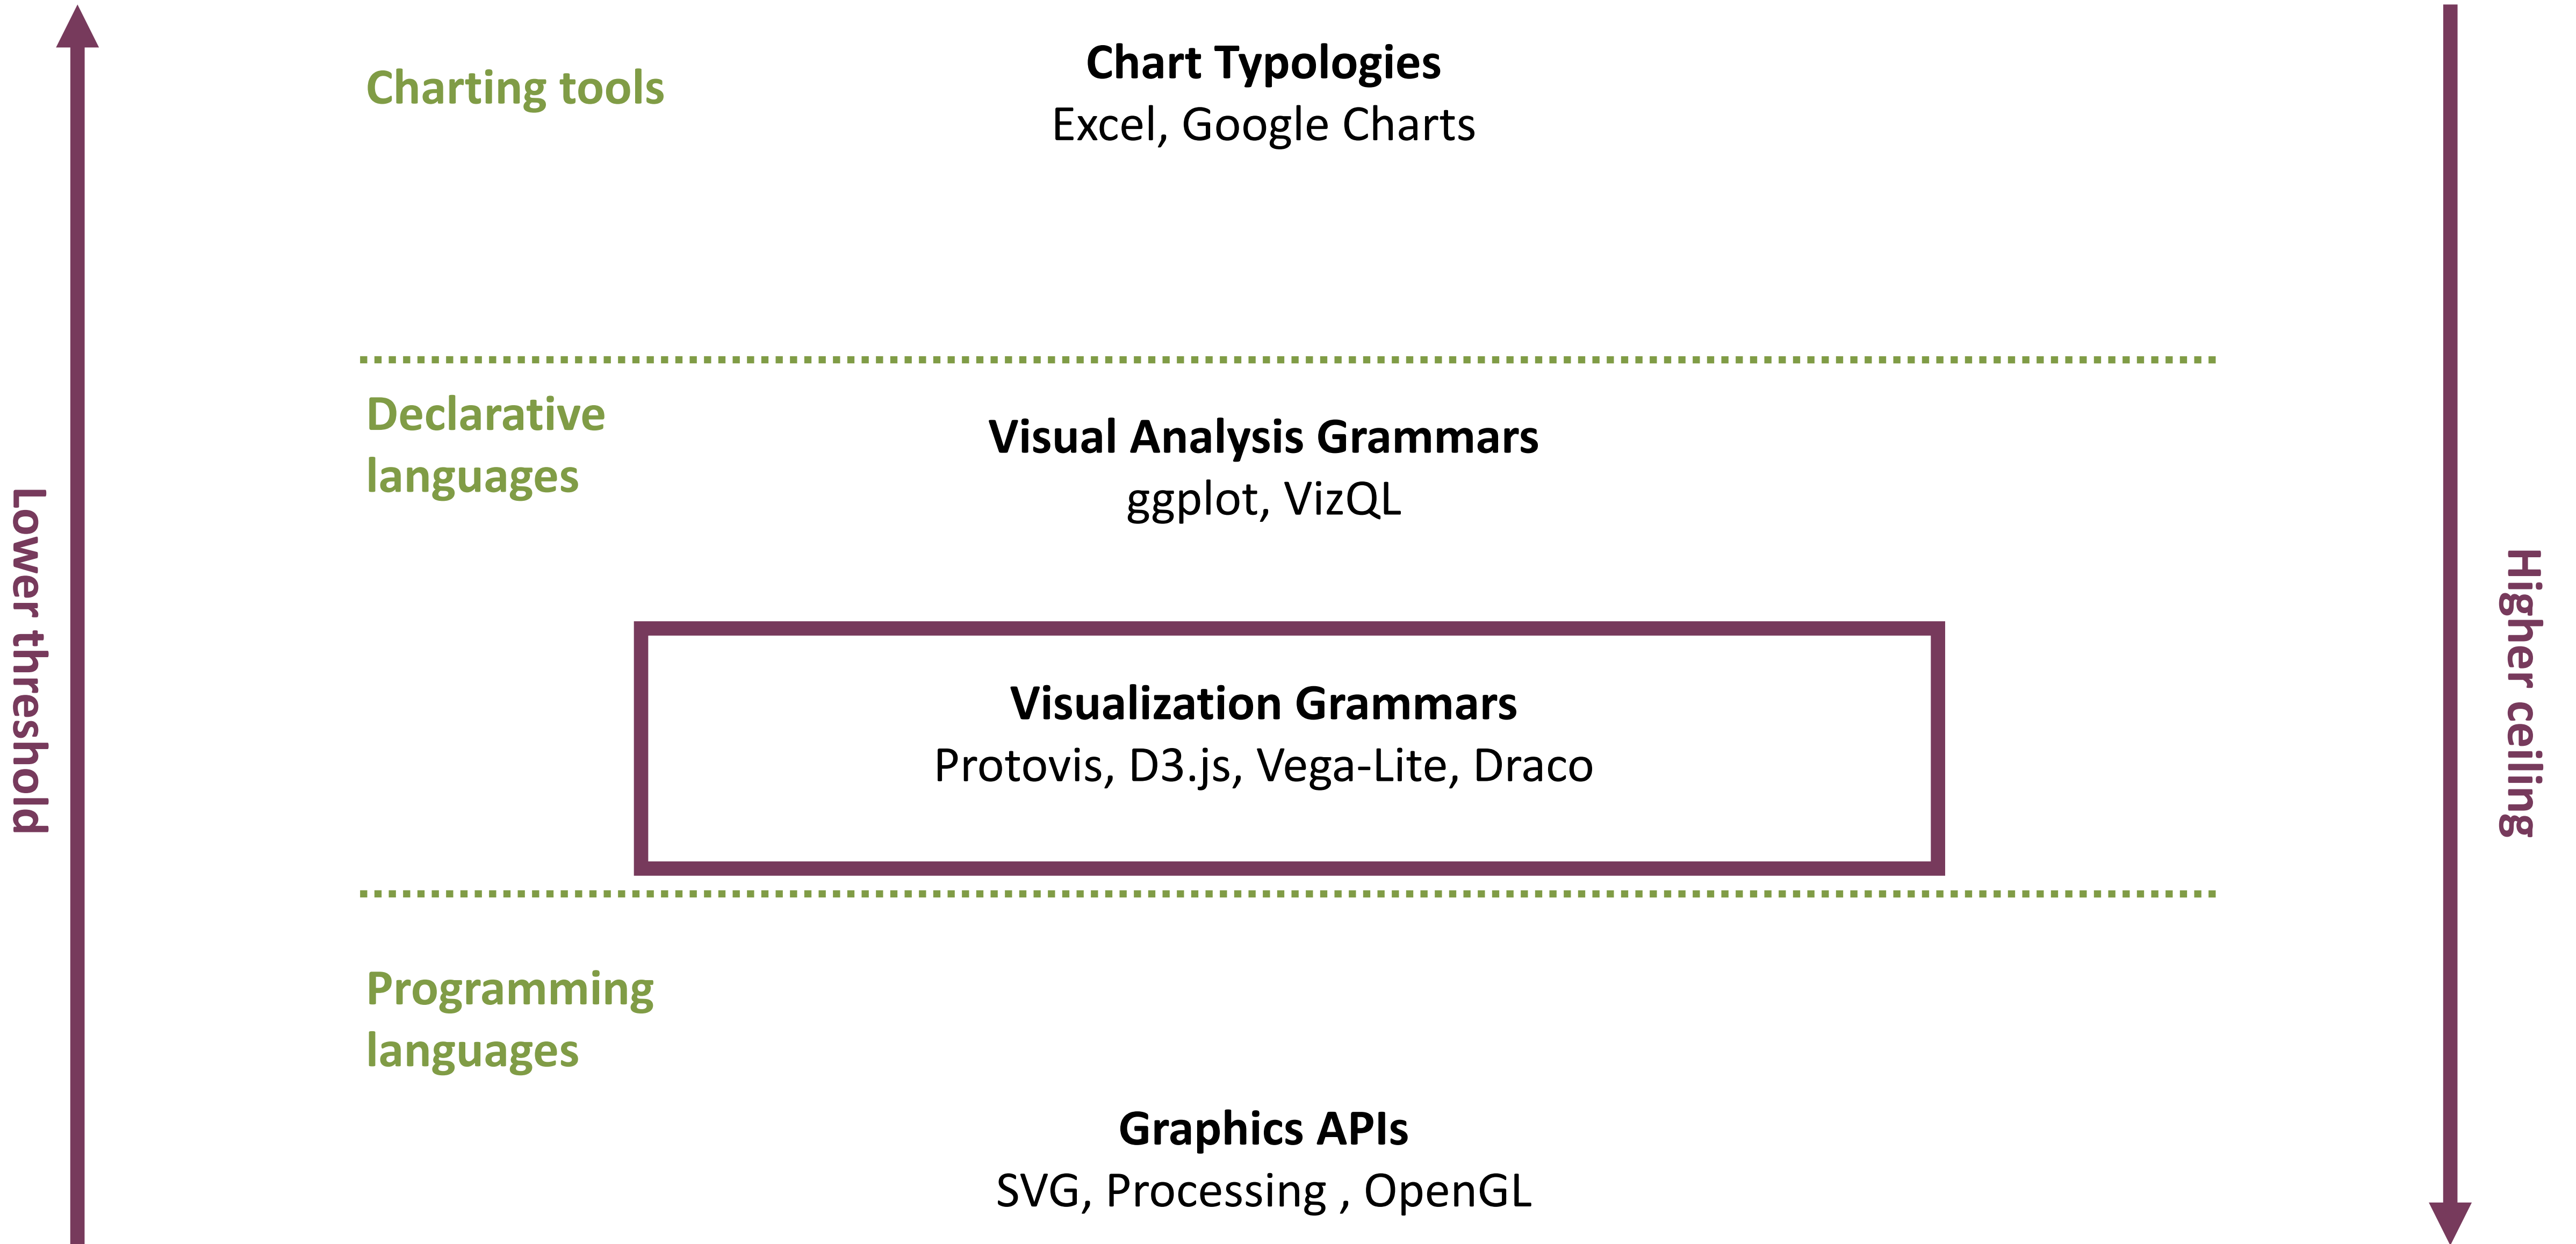 Charting tools
Chart Typologies
Excel, Google Charts
Declarative
languages
Visual Analysis Grammars
ggplot, VizQL
Lower threshold
Higher ceiling
Visualization Grammars
Protovis, D3.js, Vega-Lite, Draco
Programming
languages
Graphics APIs
SVG, Processing , OpenGL